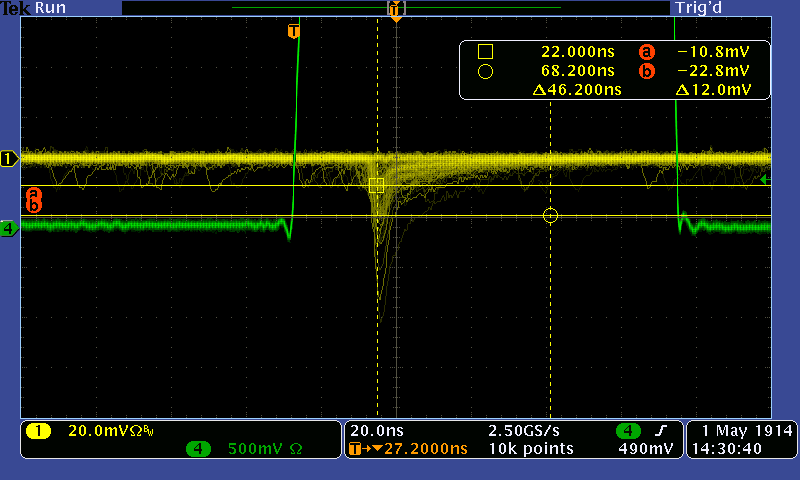 Tek Run Trig'd
T
T
22.000ns a −10.8mV
68.200ns b −22.8mV
Δ46.200ns Δ12.0mV
1
a
b
4
1 20.0mVΩBW 20.0ns 2.50GS/s 4 1 May 1914
4 500mV Ω T→▼27.2000ns 10k points 490mV 14:30:40